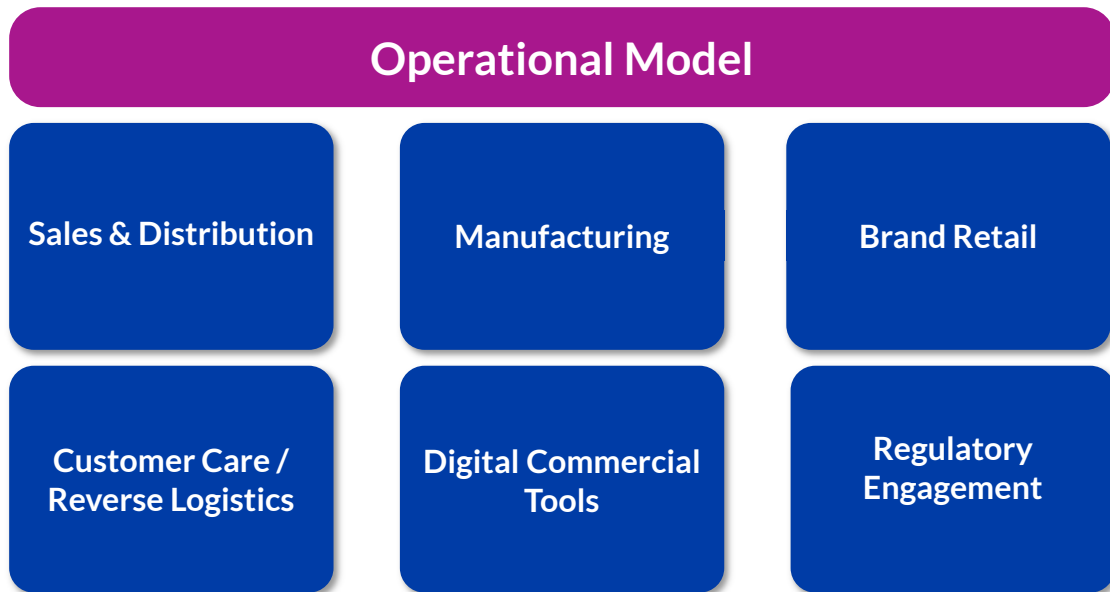 Operational Model
Sales & Distribution
Manufacturing
Brand Retail
Customer Care /
Reverse Logistics
Digital Commercial
Tools
Regulatory
Engagement